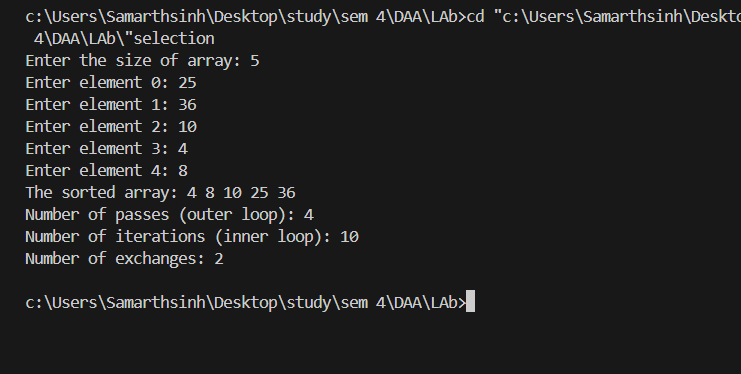 c:\Users\Samarthsinh\Desktop\study\sem 4\DAA\LAb>cd "c:\Users\Samarthsinh\Deskto
4\DAA\LAb\"selection
Enter the size of array: 5
Enter element 0: 25
Enter element 1: 36
Enter element 2: 10
Enter element 3: 4
Enter element 4: 8
The sorted array: 4 8 10 25 36
Number of passes (outer loop): 4
Number of iterations (inner loop): 10
Number of exchanges: 2
c:\Users\Samarthsinh\Desktop\study\sem 4\DAA\LAb>